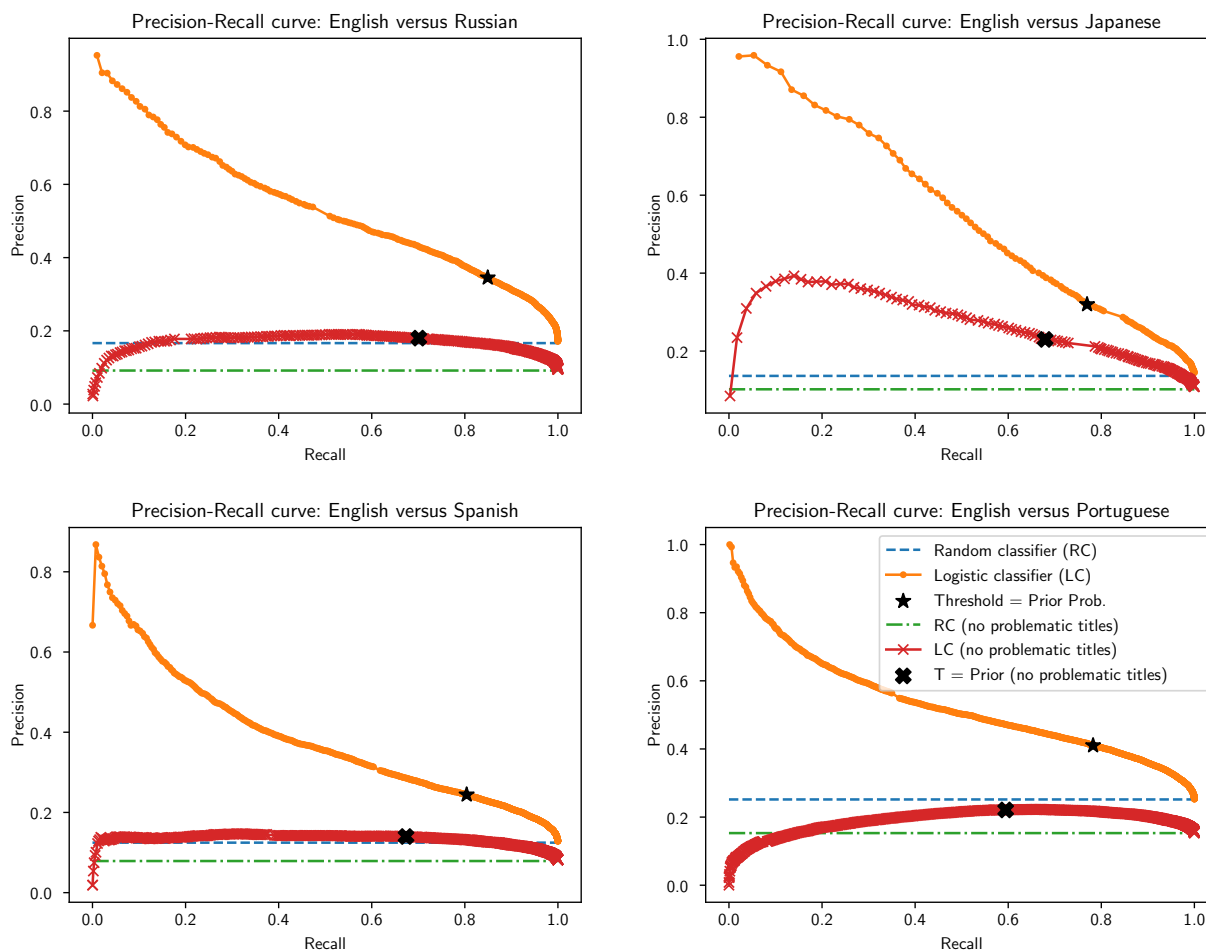 Precision-Recall curve: English versus Russian
Precision
0.8
0.6
0.4
0.2
0.0
0.0 0.2 0.4 0.6 0.8 1.0
Recall
Precision-Recall curve: English versus Japanese
Precision
1.0
0.8
0.6
0.4
0.2
0.0 0.2 0.4 0.6 0.8 1.0
Recall
Precision-Recall curve: English versus Spanish
Precision
0.8
0.6
0.4
0.2
0.0
0.0 0.2 0.4 0.6 0.8 1.0
Recall
Precision-Recall curve: English versus Portuguese
Precision
1.0
0.8
0.6
0.4
0.2
0.0
Random classifier (RC)
Logistic classifier (LC)
Threshold = Prior Prob.
RC (no problematic titles)
LC (no problematic titles)
T = Prior (no problematic titles)
0.0 0.2 0.4 0.6 0.8 1.0
Recall